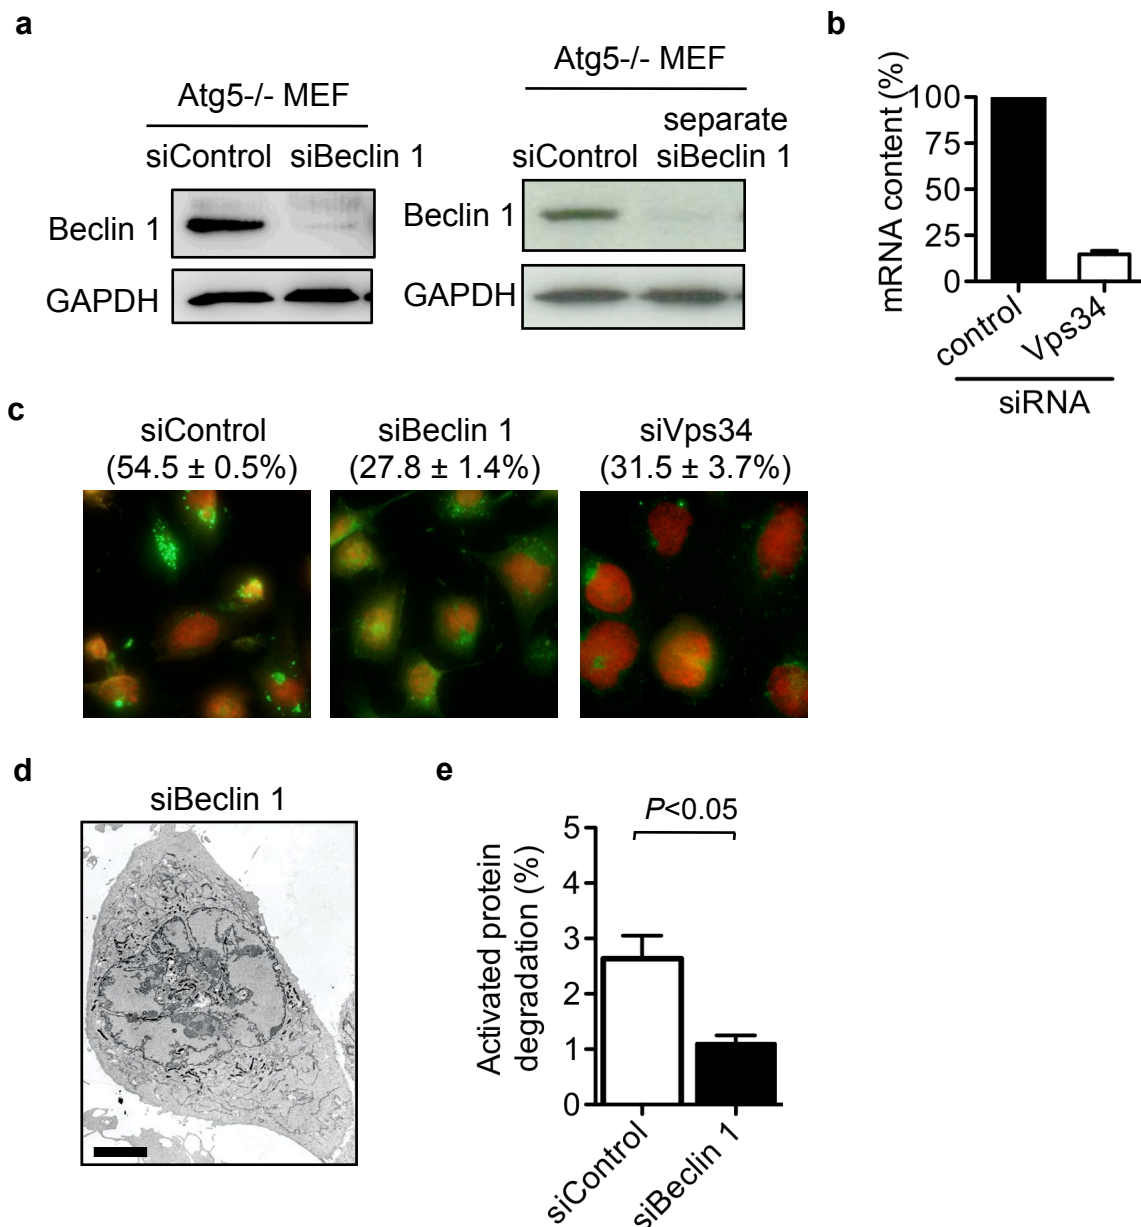 a
Atg5-/- MEF
siControl siBeclin 1
Beclin 1
GAPDH
Atg5-/- MEF
separate
siControl siBeclin 1
Beclin 1
GAPDH
b
mRNA content (%)
100
75
50
25
0
control
Vps34
siRNA
c
siControl
(54.5 ± 0.5%)
siBeclin 1
(27.8 ± 1.4%)
siVps34
(31.5 ± 3.7%)
d
siBeclin 1
e
P<0.05
Activated protein
degradation (%)
5
4
3
2
1
0
siControl
siBeclin 1